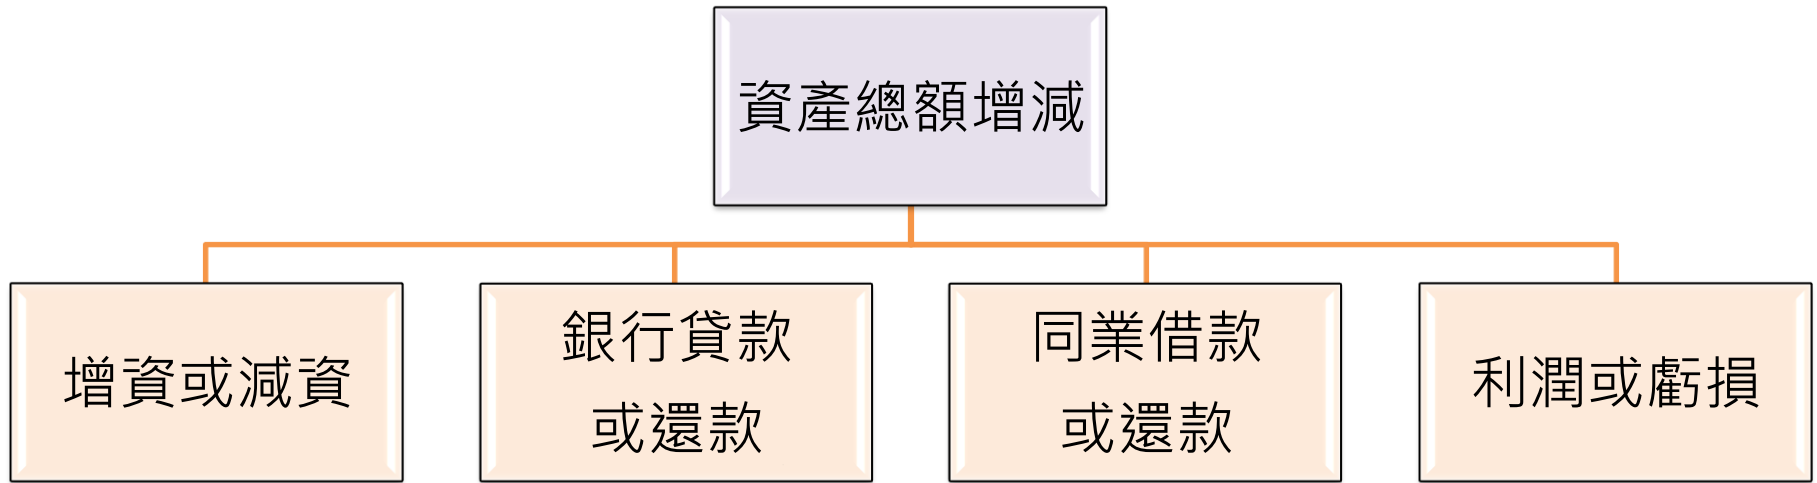 資產總額增減
增資或減資
銀行貸款
或還款
同業借款
或還款
利潤或虧損